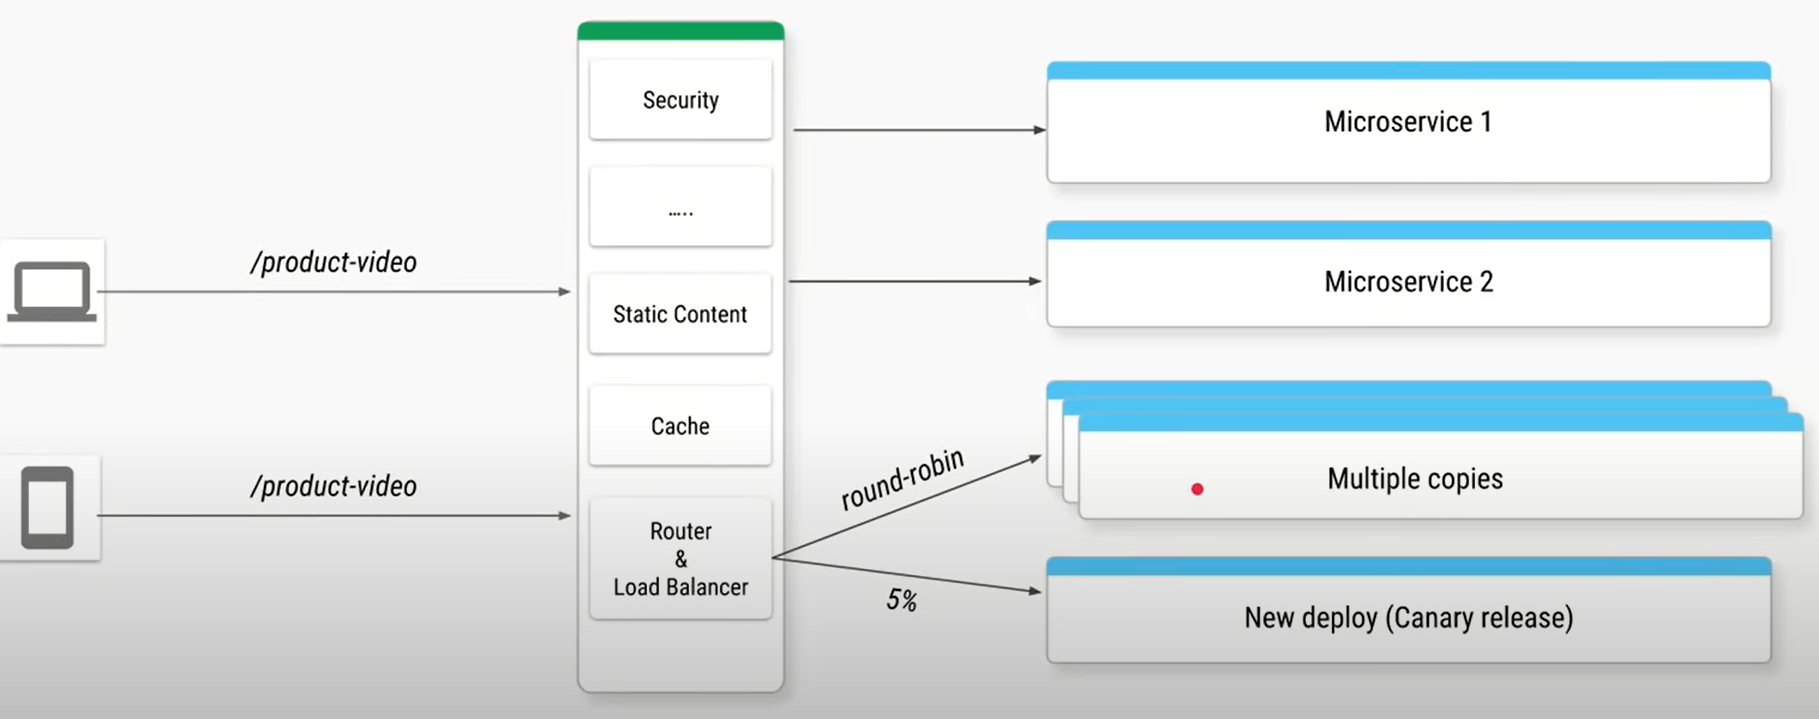 Security
.....
Static Content
Cache
Router
&
Load Balancer
/product-video
/product-video
round-robin
5%
Microservice 1
Microservice 2
Multiple copies
New deploy (Canary release)